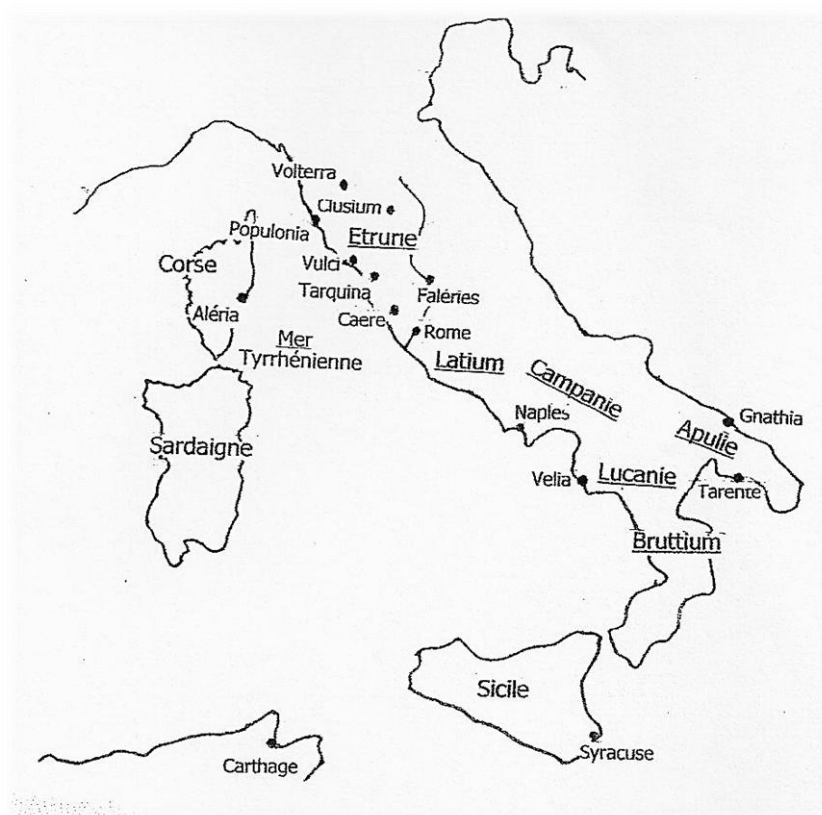 Volterra
Clusium
Populonia
Etrurie
Corse
Vulci
Tarquina
Faléries
Aléria
Caere
Rome
Mer
Tyrrhénienne
Latium
Campanie
Naples
Gnathia
Apulie
Sardaigne
Velia
Lucanie
Tarente
Bruttium
Sicile
Syracuse
Carthage